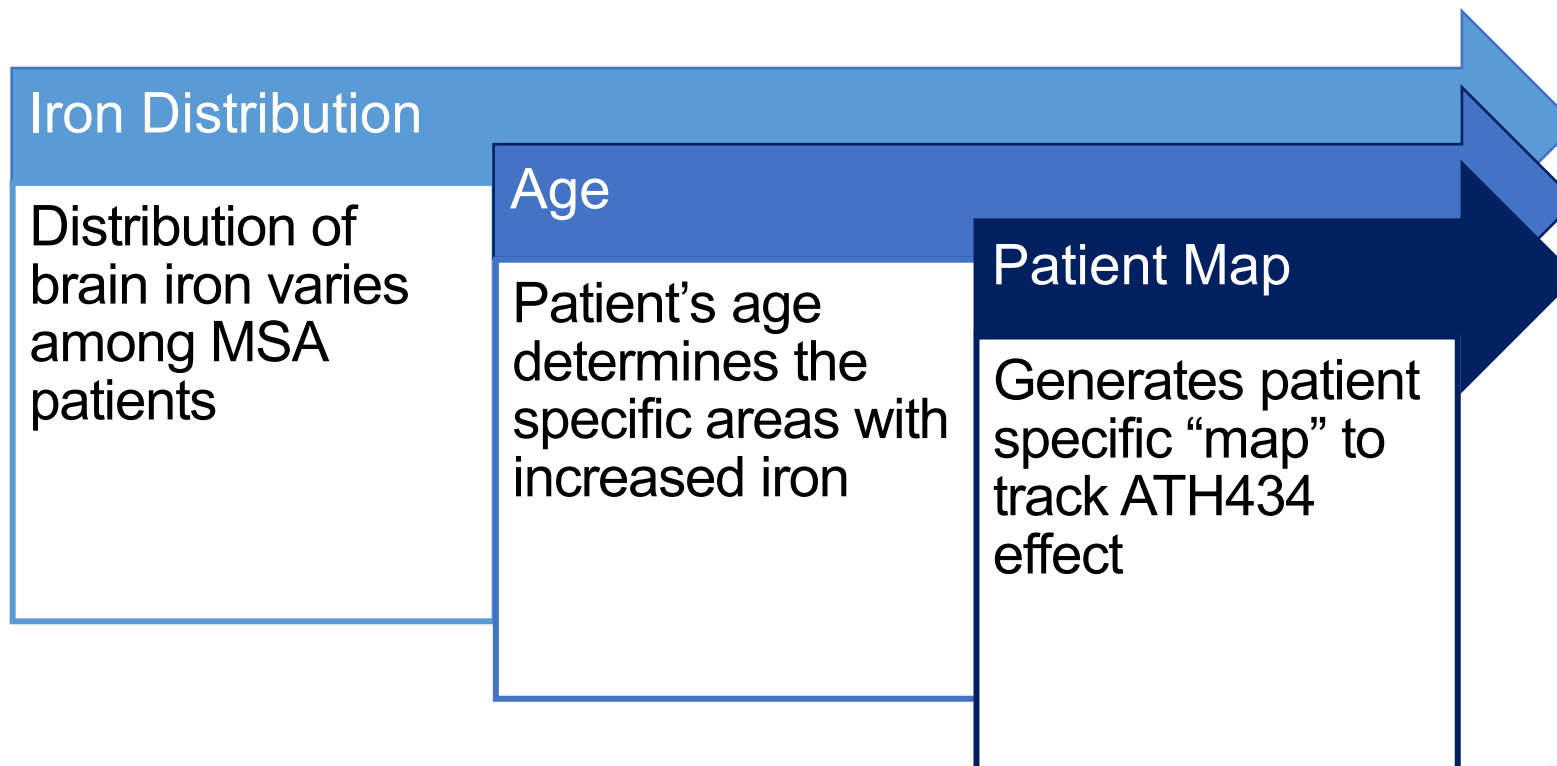 Iron Distribution
Distribution of
brain iron varies
among MSA
patients
Age
Patient’s age
determines the
specific areas with
increased iron
Patient Map
Generates patient
specific “map” to
track ATH434
effect